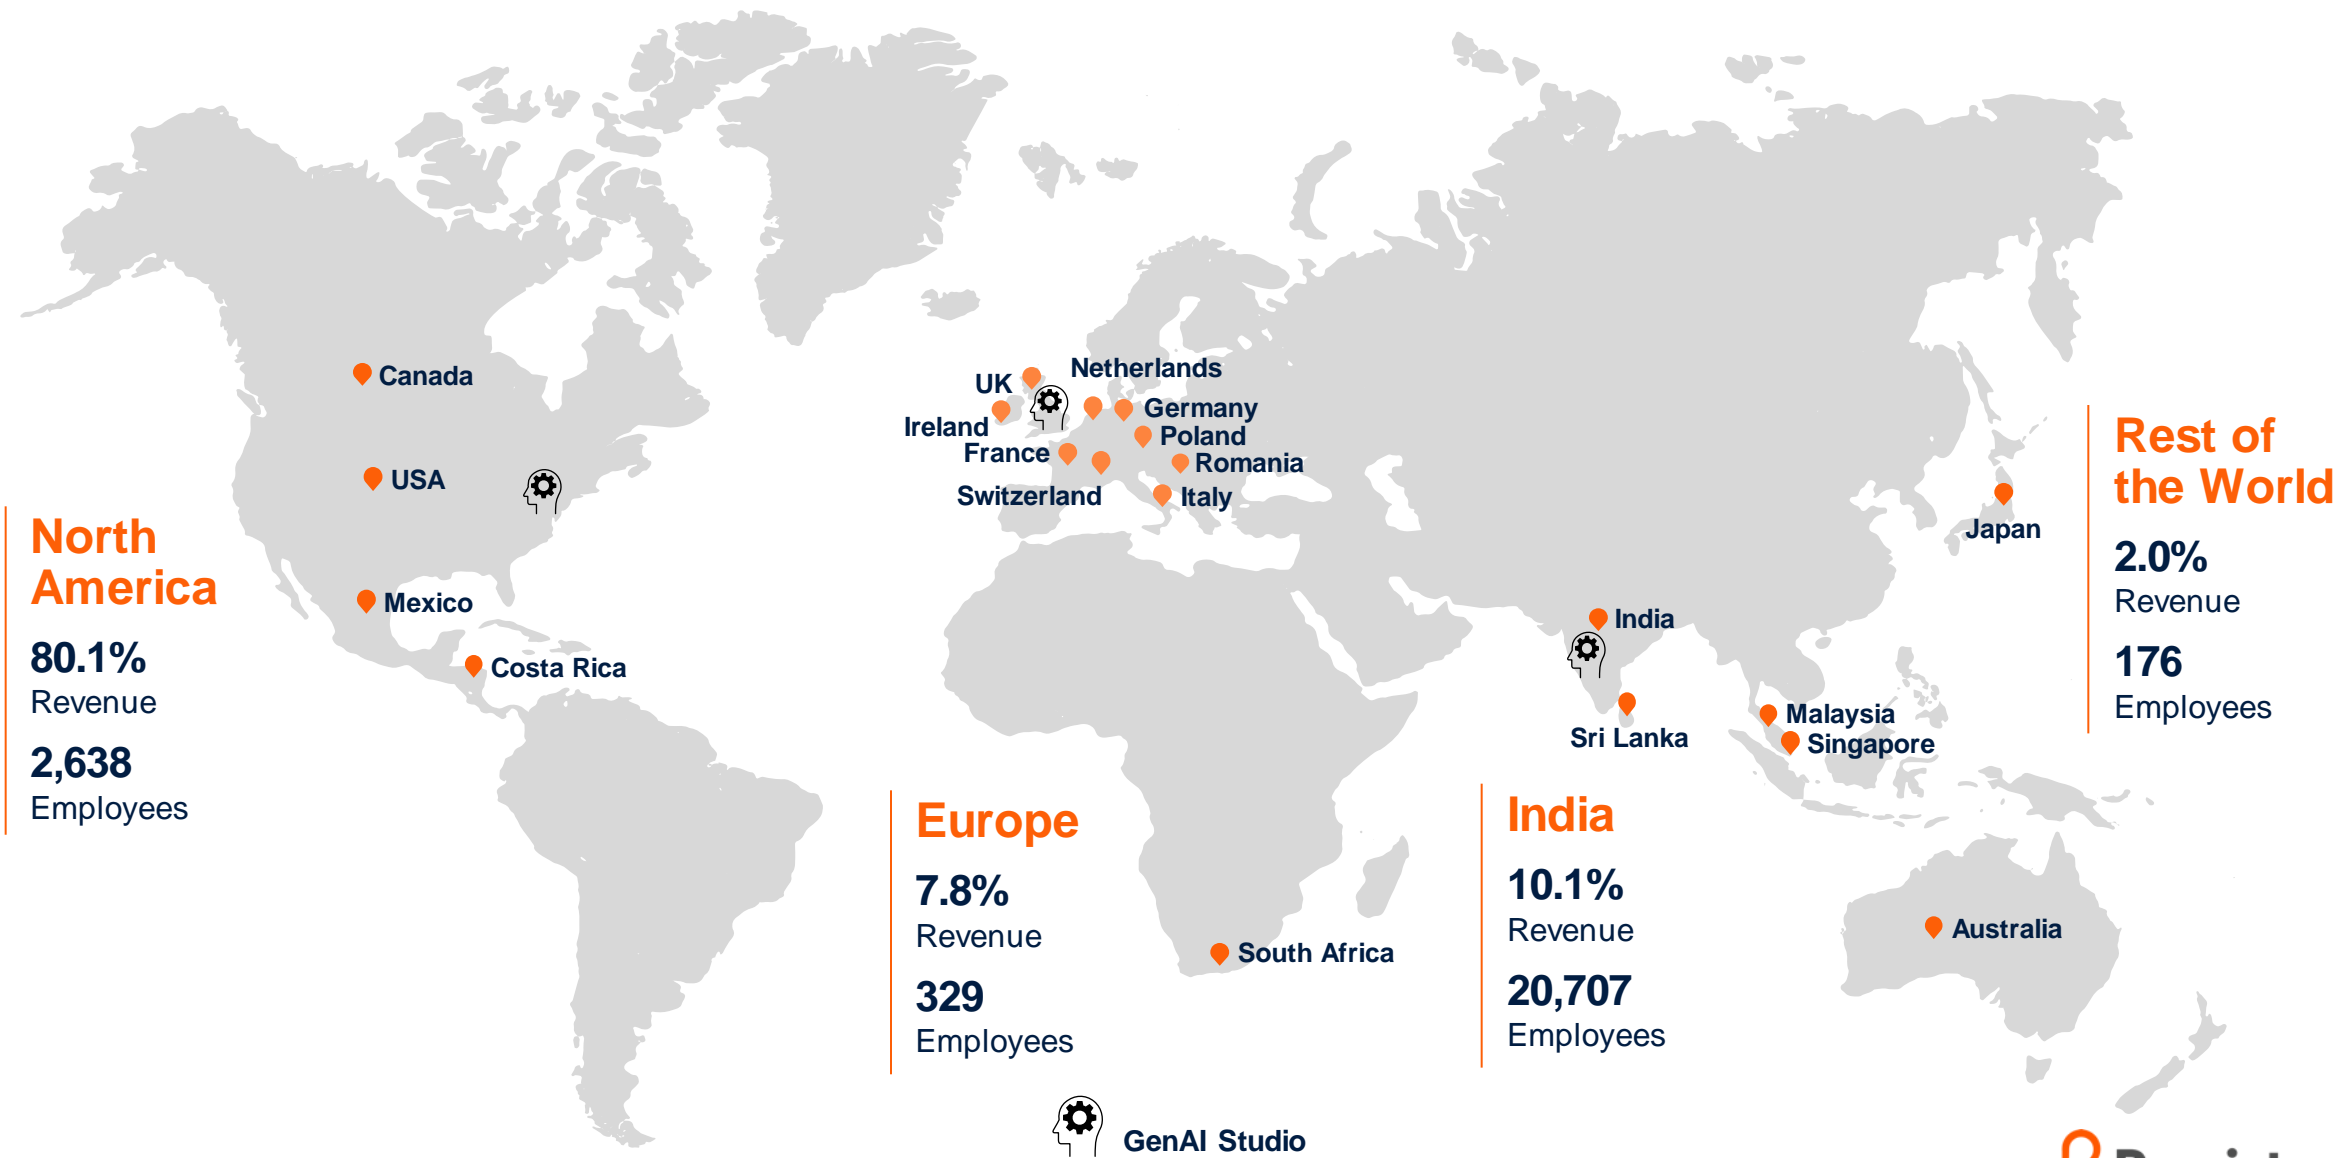 Canada
USA
Mexico
Costa Rica
North
America
80.1%
Revenue
2,638
Employees
UK
Netherlands
Ireland
Germany
France
Poland
Romania
Switzerland
Italy
Europe
7.8%
Revenue
329
Employees
South Africa
India
Sri Lanka
Malaysia
Singapore
Japan
Australia
India
10.1%
Revenue
20,707
Employees
Rest of
the World
2.0%
Revenue
176
Employees
GenAI Studio